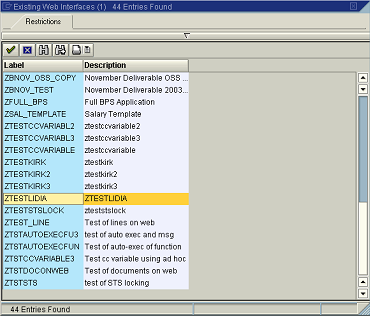 Existing Web Interfaces (1) 44 Entries Found
Restrictions
Label Description
ZBNOV_OSS_COPY November Deliverable OSS ...
ZBNOV_TEST November Deliverable 2003...
ZFULL_BPS Full BPS Application
ZSAL_TEMPLATE Salary Template
ZTESTCCVARIABL2 ztestccvariable2
ZTESTCCVARIABL3 ztestccvariable3
ZTESTCCVARIABLE ztestccvariable
ZTESTKIRK ztestkirk
ZTESTKIRK2 ztestkirk2
ZTESTKIRK3 ztestkirk3
ZTESTLIDIA ZTESTLIDIA
ZTESTSTSLOCK zteststslock
ZTEST_LINE Test of lines on web
ZTSTAUTOEXECFU3 test of auto exec and msg
ZTSTAUTOEXECFUN Test of auto-exec of function
ZTSTCCVARIABLE3 Test cc variable using ad hoc
ZTSTDOCONWEB Test of documents on web
ZTSTSTS test of STS locking
44 Entries Found